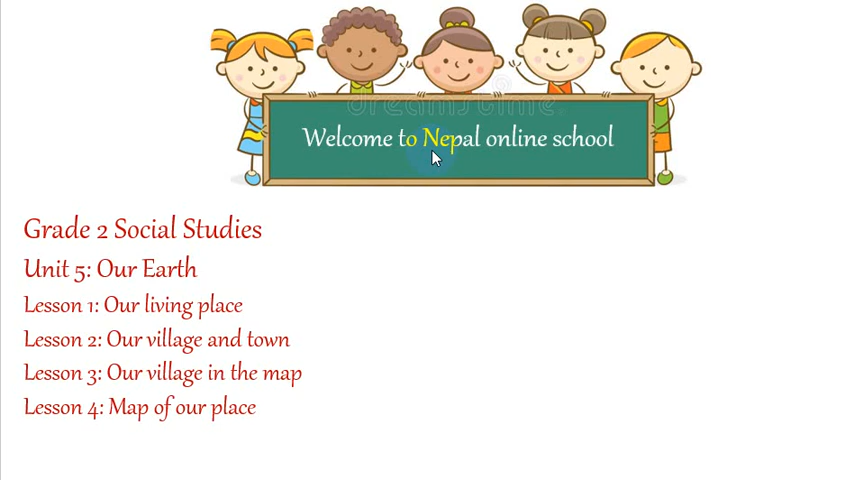 dreamstime
Welcome to Nepal online school
Grade 2 Social Studies
Unit 5: Our Earth
Lesson 1: Our living place
Lesson 2: Our village and town
Lesson 3: Our village in the map
Lesson 4: Map of our place